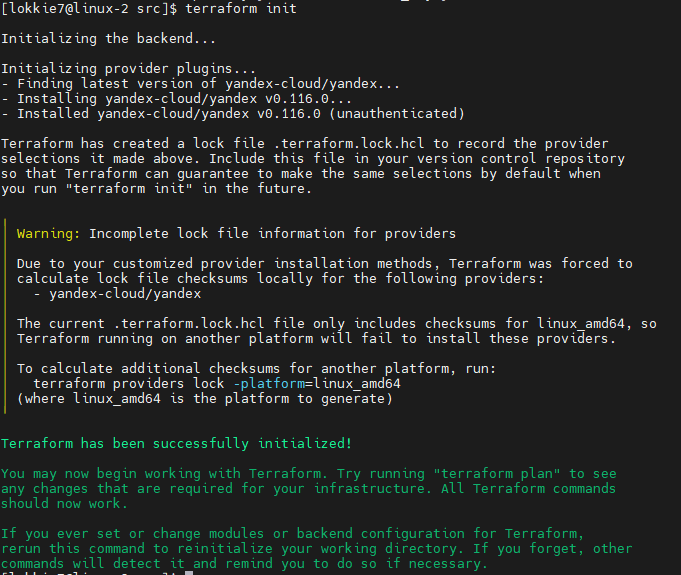 [lokkie7@linux-2 src]$ terraform init
Initializing the backend...
Initializing provider plugins...
- Finding latest version of yandex-cloud/yandex...
- Installing yandex-cloud/yandex v0.116.0...
- Installed yandex-cloud/yandex v0.116.0 (unauthenticated)
Terraform has created a lock file .terraform.lock.hcl to record the provider
selections it made above. Include this file in your version control repository
so that Terraform can guarantee to make the same selections by default when
you run "terraform init" in the future.
Warning: Incomplete lock file information for providers
Due to your customized provider installation methods, Terraform was forced to
calculate lock file checksums locally for the following providers:
- yandex-cloud/yandex
The current .terraform.lock.hcl file only includes checksums for linux_amd64, so
Terraform running on another platform will fail to install these providers.
To calculate additional checksums for another platform, run:
terraform providers lock -platform=linux_amd64
(where linux_amd64 is the platform to generate)
Terraform has been successfully initialized!
You may now begin working with Terraform. Try running "terraform plan" to see
any changes that are required for your infrastructure. All Terraform commands
should now work.
If you ever set or change modules or backend configuration for Terraform,
rerun this command to reinitialize your working directory. If you forget, other
commands will detect it and remind you to do so if necessary.